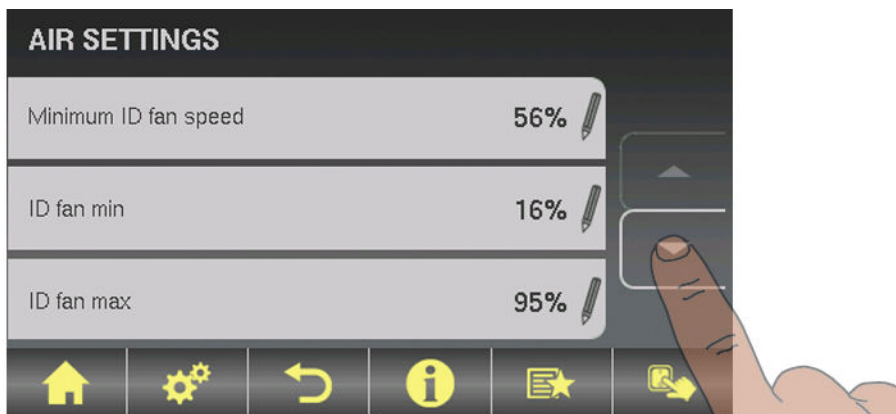 AIR SETTINGS
Minimum ID fan speed 56%
ID fan min 16%
ID fan max 95%